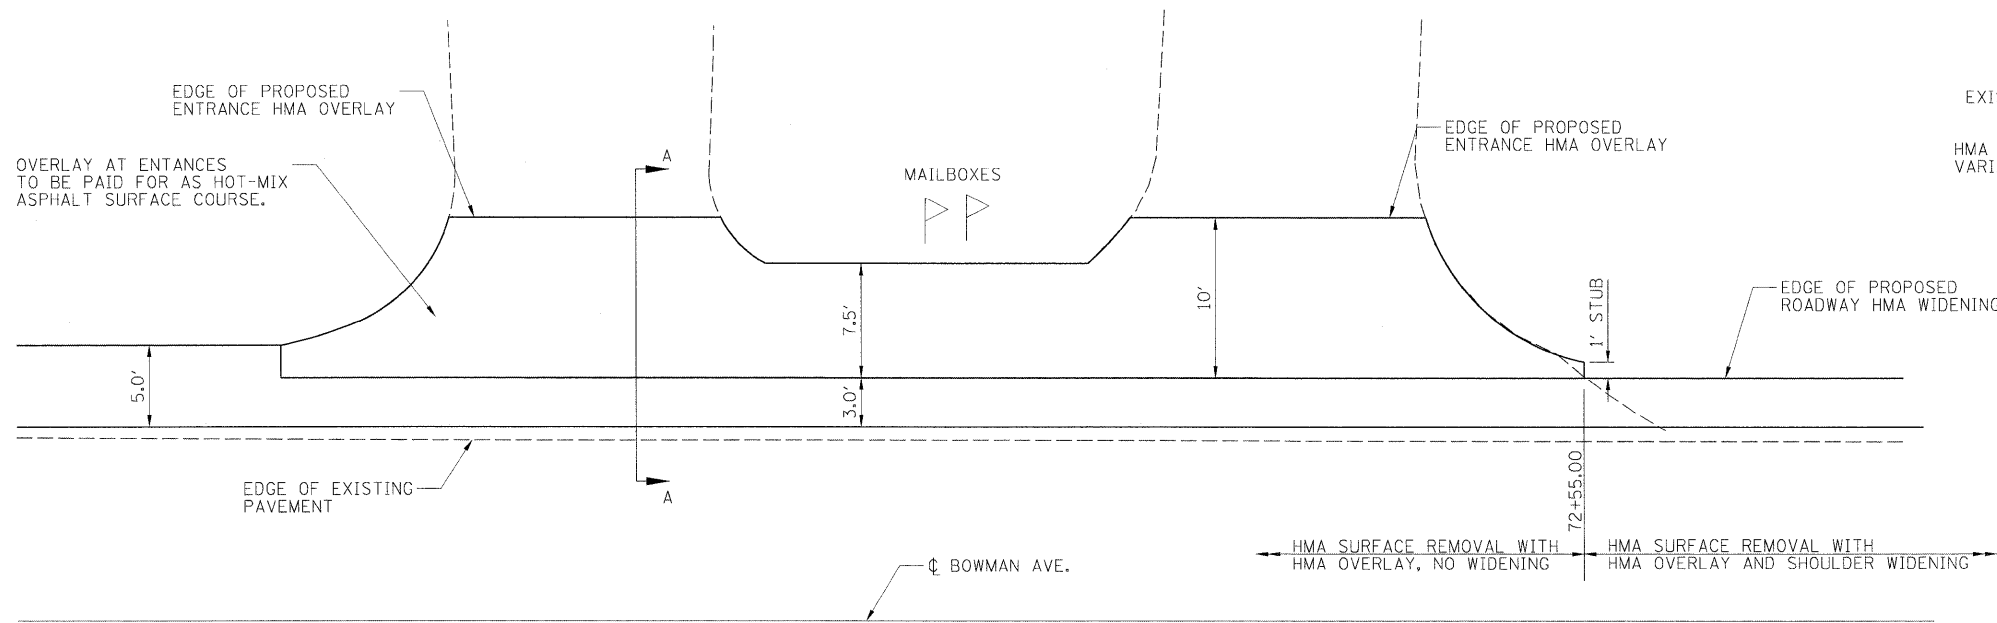 EDGE OF PROPOSED
ENTRANCE HMA OVERLAY
OVERLAY AT ENTANCES
TO BE PAID FOR AS HOT-MIX
ASPHALT SURFACE COURSE.
A
MAILBOXES
EDGE OF PROPOSED
ENTRANCE HMA OVERLAY
HMA
5.0'
7.5'
3.0'
10'
1' STUB
EDGE OF PROPOSED
ROADWAY HMA WIDENING
EDGE OF EXISTING
PAVEMENT
A
72+55.00
HMA SURFACE REMOVAL WITH
HMA OVERLAY, NO WIDENING
HMA SURFACE REMOVAL WITH
HMA OVERLAY AND SHOULDER WIDENING
℄ BOWMAN AVE.